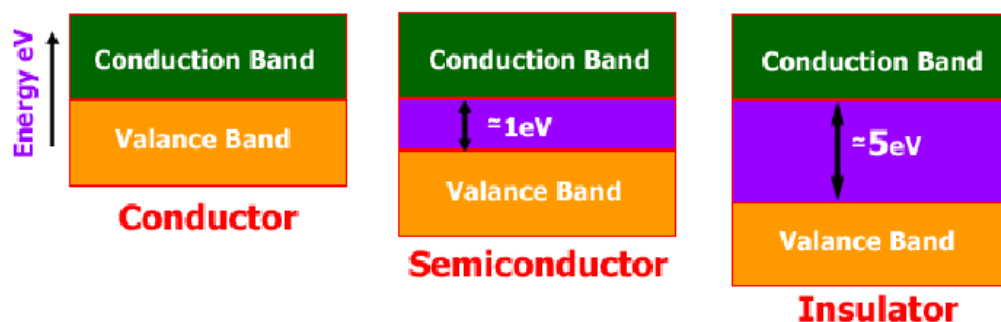 Energy eV
Conduction Band
Valance Band
Conductor
Conduction Band
≃1eV
Valance Band
Semiconductor
Conduction Band
≃5eV
Valance Band
Insulator